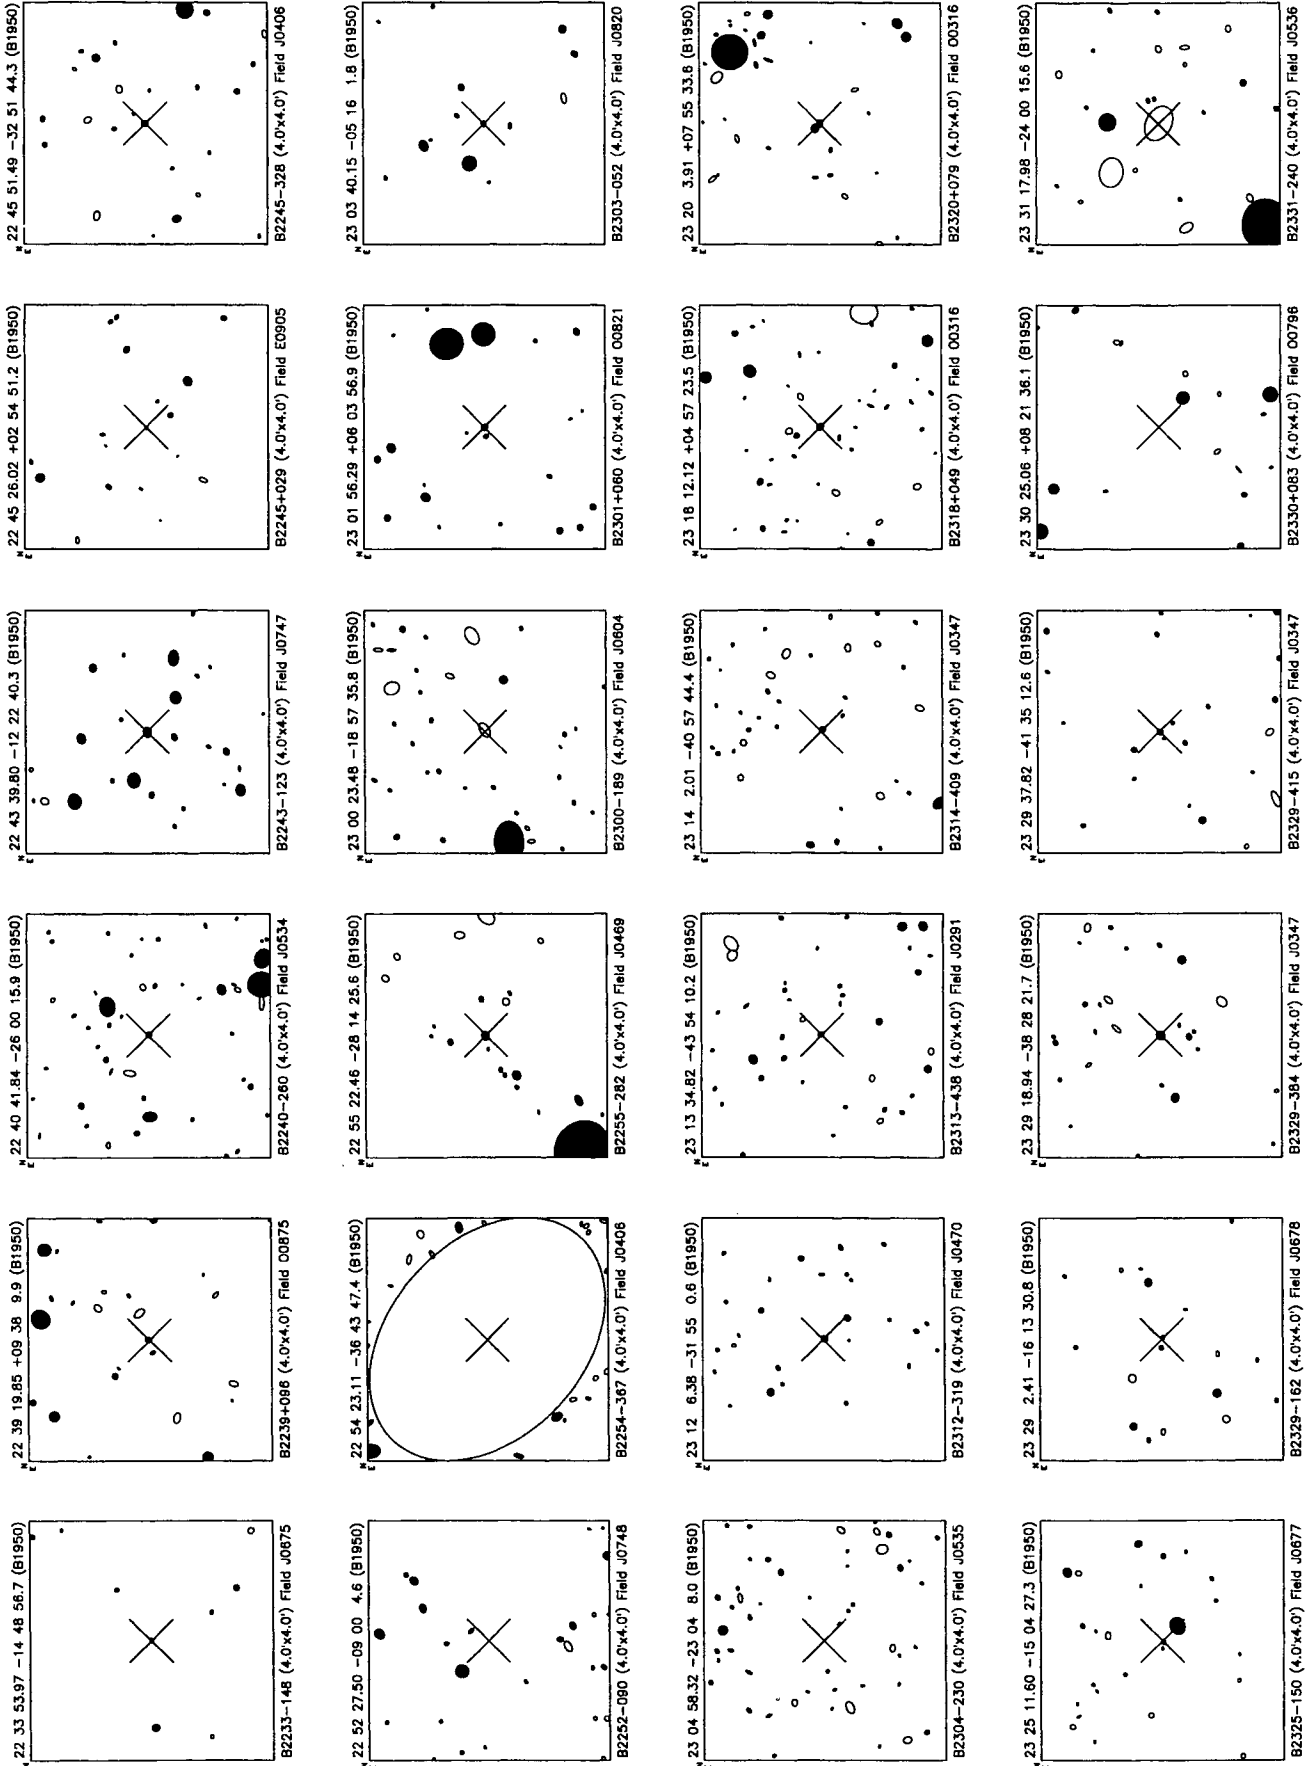 22 33 53.97 −14 48 56.7 (B1950)
N
E
B2233−148 (4.0'x4.0') Field J0675
22 39 19.85 +09 38 9.9 (B1950)
N
E
B2239+096 (4.0'x4.0') Field O0875
22 40 41.84 −26 00 15.9 (B1950)
N
E
B2240−260 (4.0'x4.0') Field J0534
22 43 39.80 −12 22 40.3 (B1950)
N
E
B2243−123 (4.0'x4.0') Field J0747
22 45 26.02 +02 54 51.2 (B1950)
N
E
B2245+029 (4.0'x4.0') Field E0905
22 45 51.49 −32 51 44.3 (B1950)
N
E
B2245−328 (4.0'x4.0') Field J0406
22 52 27.50 −09 00 4.6 (B1950)
N
E
B2252−090 (4.0'x4.0') Field J0748
22 54 23.11 −36 43 47.4 (B1950)
N
E
B2254−367 (4.0'x4.0') Field J0406
22 55 22.46 −28 14 25.6 (B1950)
N
E
B2255−282 (4.0'x4.0') Field J0469
23 00 23.48 −18 57 35.8 (B1950)
N
E
B2300−189 (4.0'x4.0') Field J0604
23 01 56.29 +06 03 56.9 (B1950)
N
E
B2301+060 (4.0'x4.0') Field O0821
23 03 40.15 −05 16 1.8 (B1950)
N
E
B2303−052 (4.0'x4.0') Field J0820
23 04 58.32 −23 04 8.0 (B1950)
N
E
B2304−230 (4.0'x4.0') Field J0535
23 12 6.38 −31 55 0.6 (B1950)
N
E
B2312−319 (4.0'x4.0') Field J0470
23 13 34.82 −43 54 10.2 (B1950)
N
E
B2313−438 (4.0'x4.0') Field J0291
23 14 2.01 −40 57 44.4 (B1950)
N
E
B2314−409 (4.0'x4.0') Field J0347
23 18 12.12 +04 57 23.5 (B1950)
N
E
B2318+049 (4.0'x4.0') Field O0316
23 20 3.91 +07 55 33.6 (B1950)
N
E
B2320+079 (4.0'x4.0') Field O0316
23 25 11.60 −15 04 27.3 (B1950)
N
E
B2325−150 (4.0'x4.0') Field J0677
23 29 2.41 −16 13 30.8 (B1950)
N
E
B2329−162 (4.0'x4.0') Field J0678
23 29 18.94 −38 28 21.7 (B1950)
N
E
B2329−384 (4.0'x4.0') Field J0347
23 29 37.82 −41 35 12.6 (B1950)
N
E
B2329−415 (4.0'x4.0') Field J0347
23 30 25.06 +08 21 36.1 (B1950)
N
E
B2330+083 (4.0'x4.0') Field O0796
23 31 17.98 −24 00 15.6 (B1950)
N
E
B2331−240 (4.0'x4.0') Field J0536